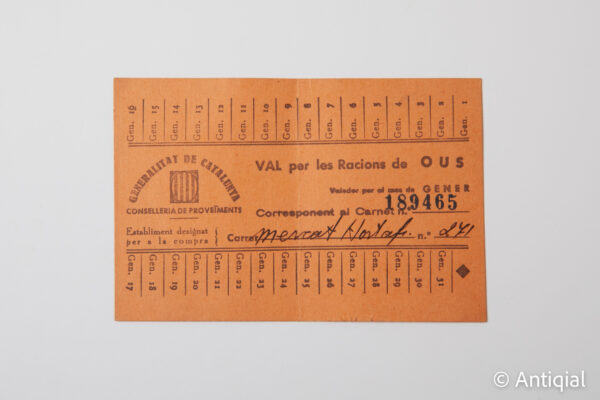 Gen. 16 Gen. 15 Gen. 14 Gen. 13 Gen. 12 Gen. 11 Gen. 10 Gen. 9 Gen. 8 Gen. 7 Gen. 6 Gen. 5 Gen. 4 Gen. 3 Gen. 2 Gen. 1
GENERALITAT DE CATALUNYA
CONSELLERIA DE PROVEÏMENTS
VAL per les Racions de OUS
Valedor per al mes de GENER
Corresponent al Carnet n.º 189465
Establiment designat
per a la compra
Carrer mercat Hostafr. n.º 271
Gen. 17 Gen. 18 Gen. 19 Gen. 20 Gen. 21 Gen. 22 Gen. 23 Gen. 24 Gen. 25 Gen. 26 Gen. 27 Gen. 28 Gen. 29 Gen. 30 Gen. 31
© Antiqial